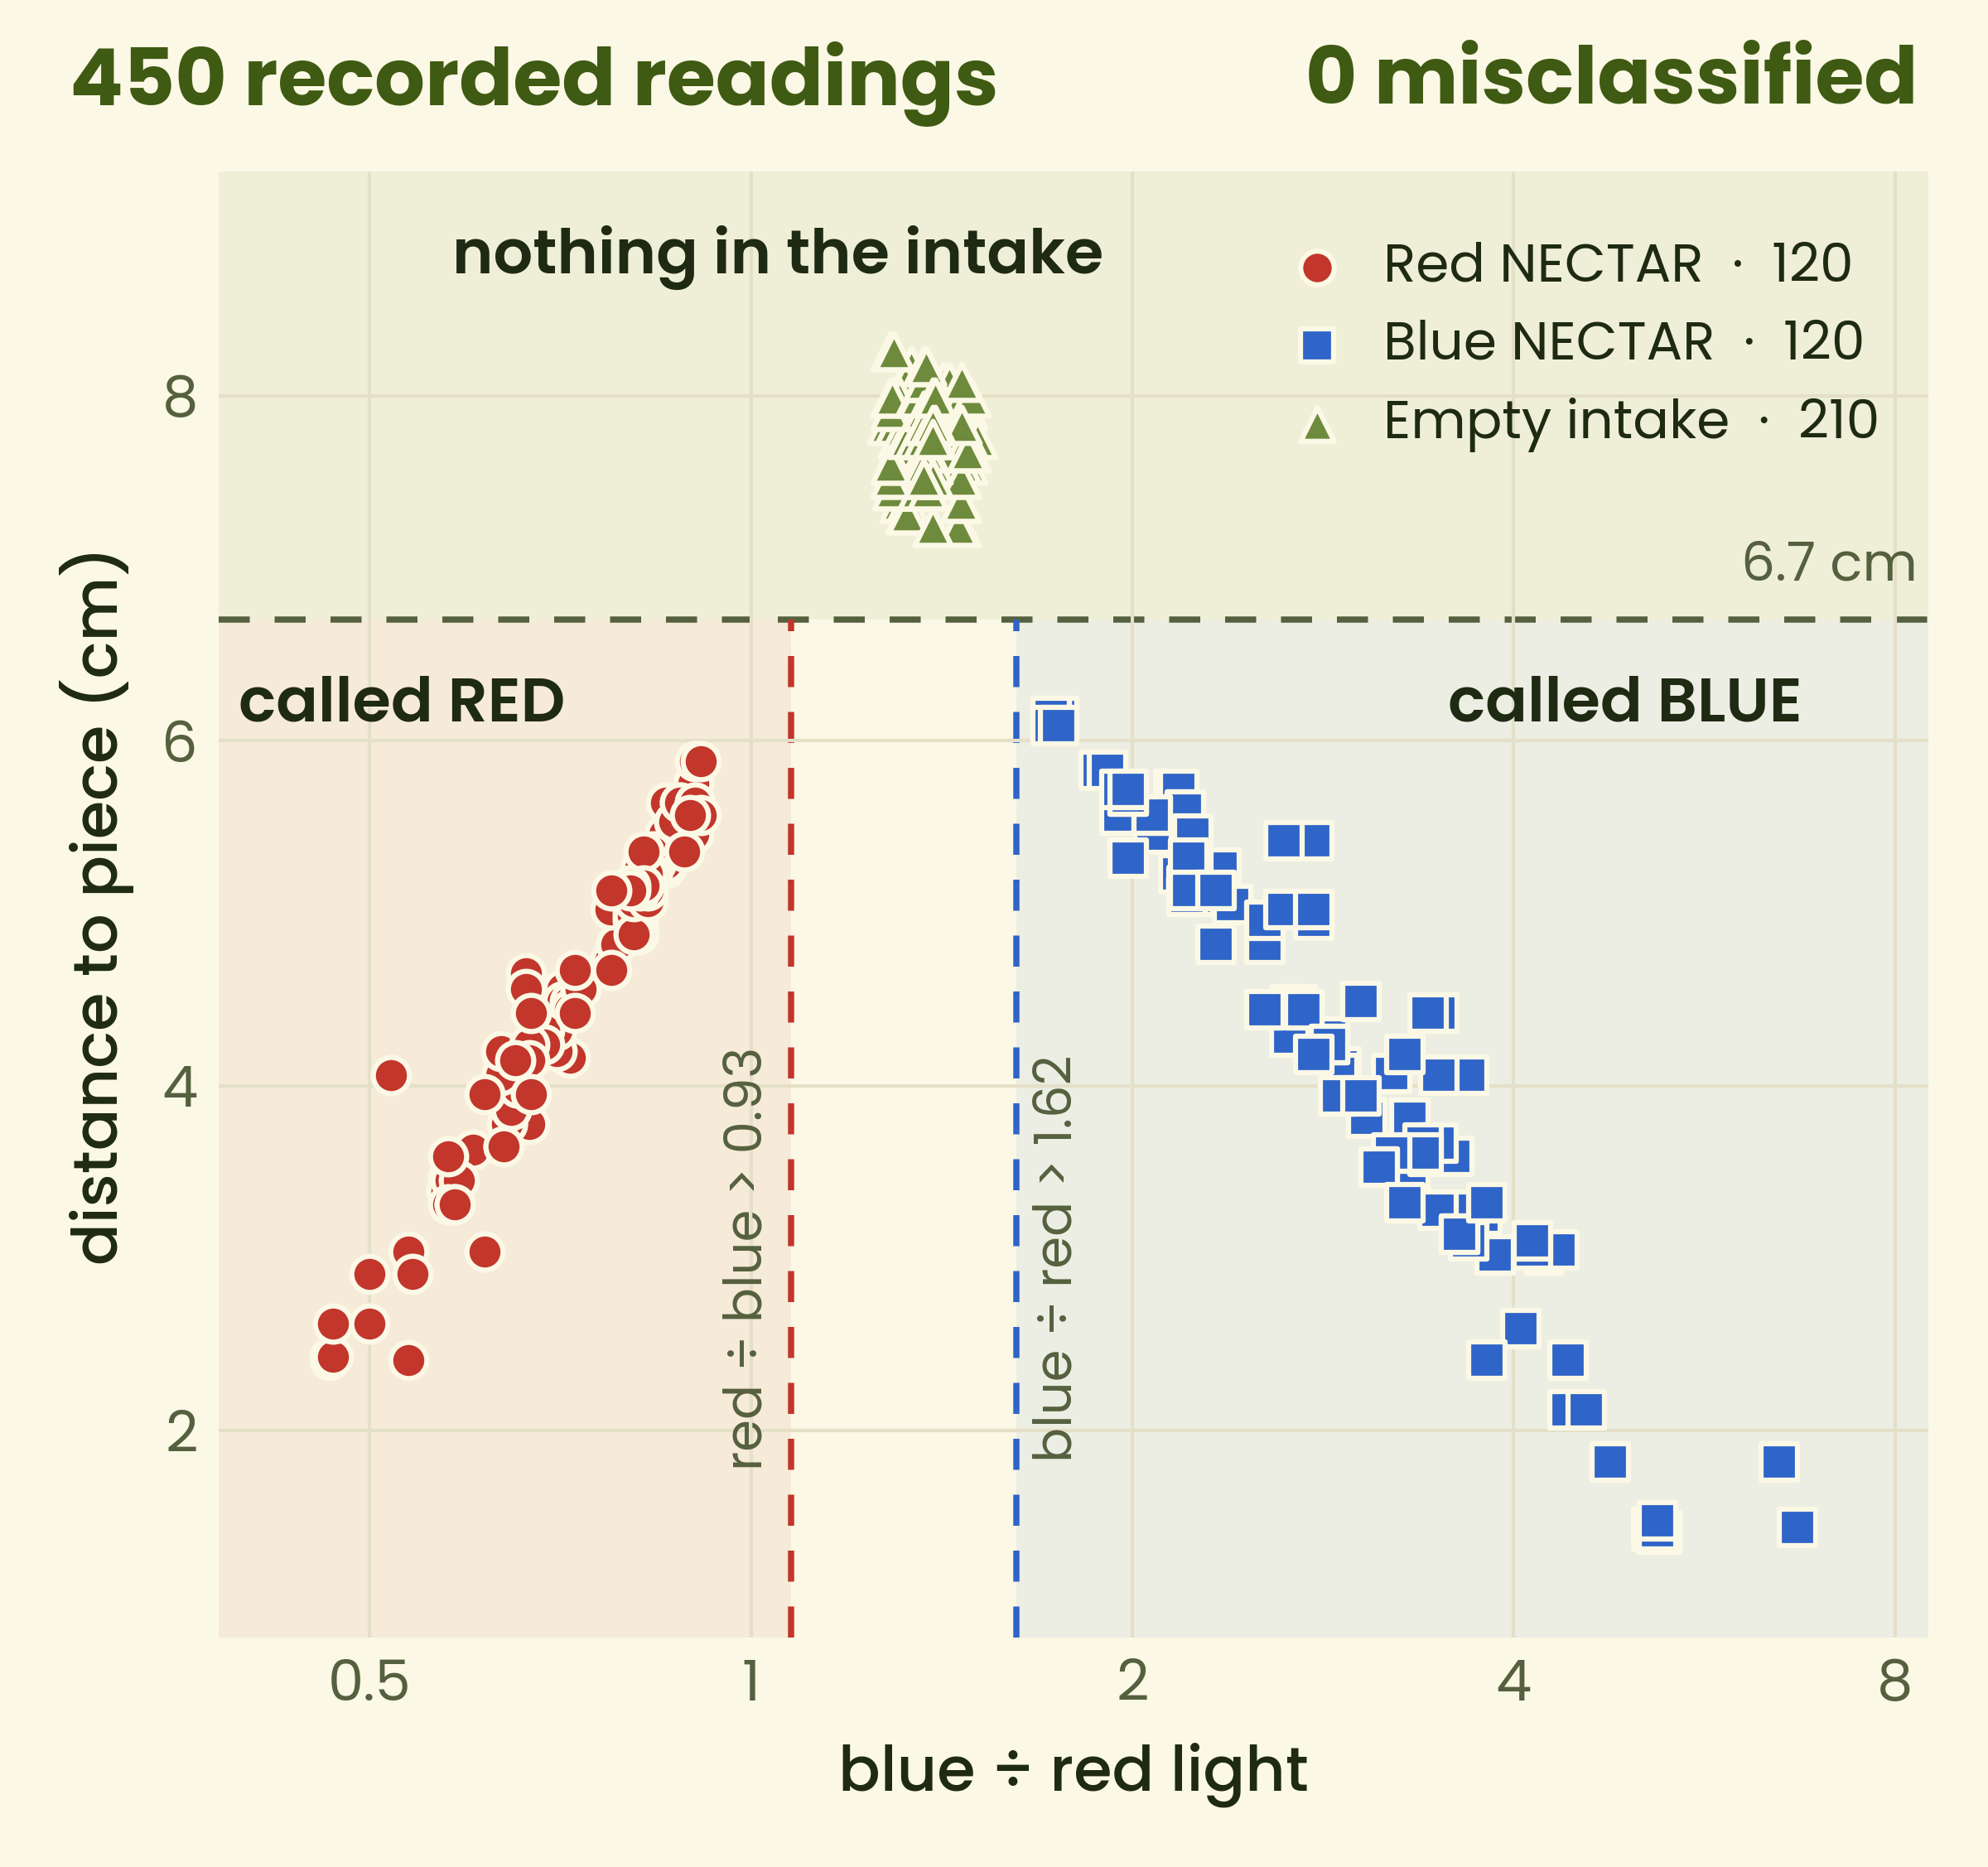 450 recorded readings
0 misclassified
nothing in the intake
Red NECTAR · 120
Blue NECTAR · 120
Empty intake · 210
6.7 cm
called RED
called BLUE
red ÷ blue > 0.93
blue ÷ red > 1.62
distance to piece (cm)
8
6
4
2
0.5
1
2
4
8
blue ÷ red light